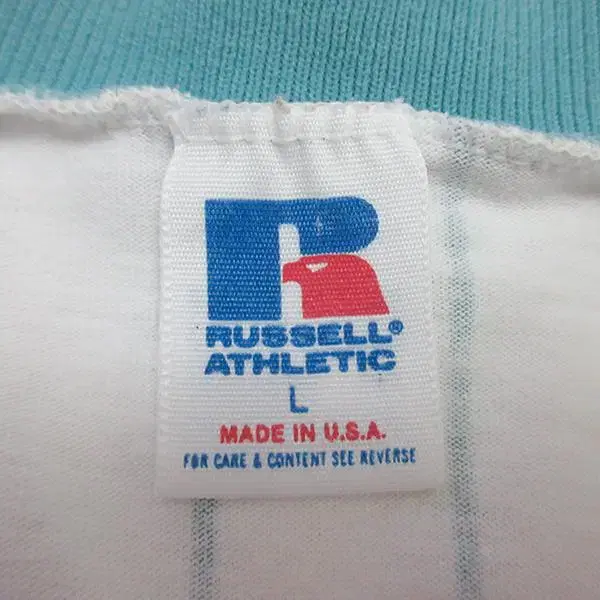 RUSSELL®
ATHLETIC
L
MADE IN U.S.A.
FOR CARE & CONTENT SEE REVERSE